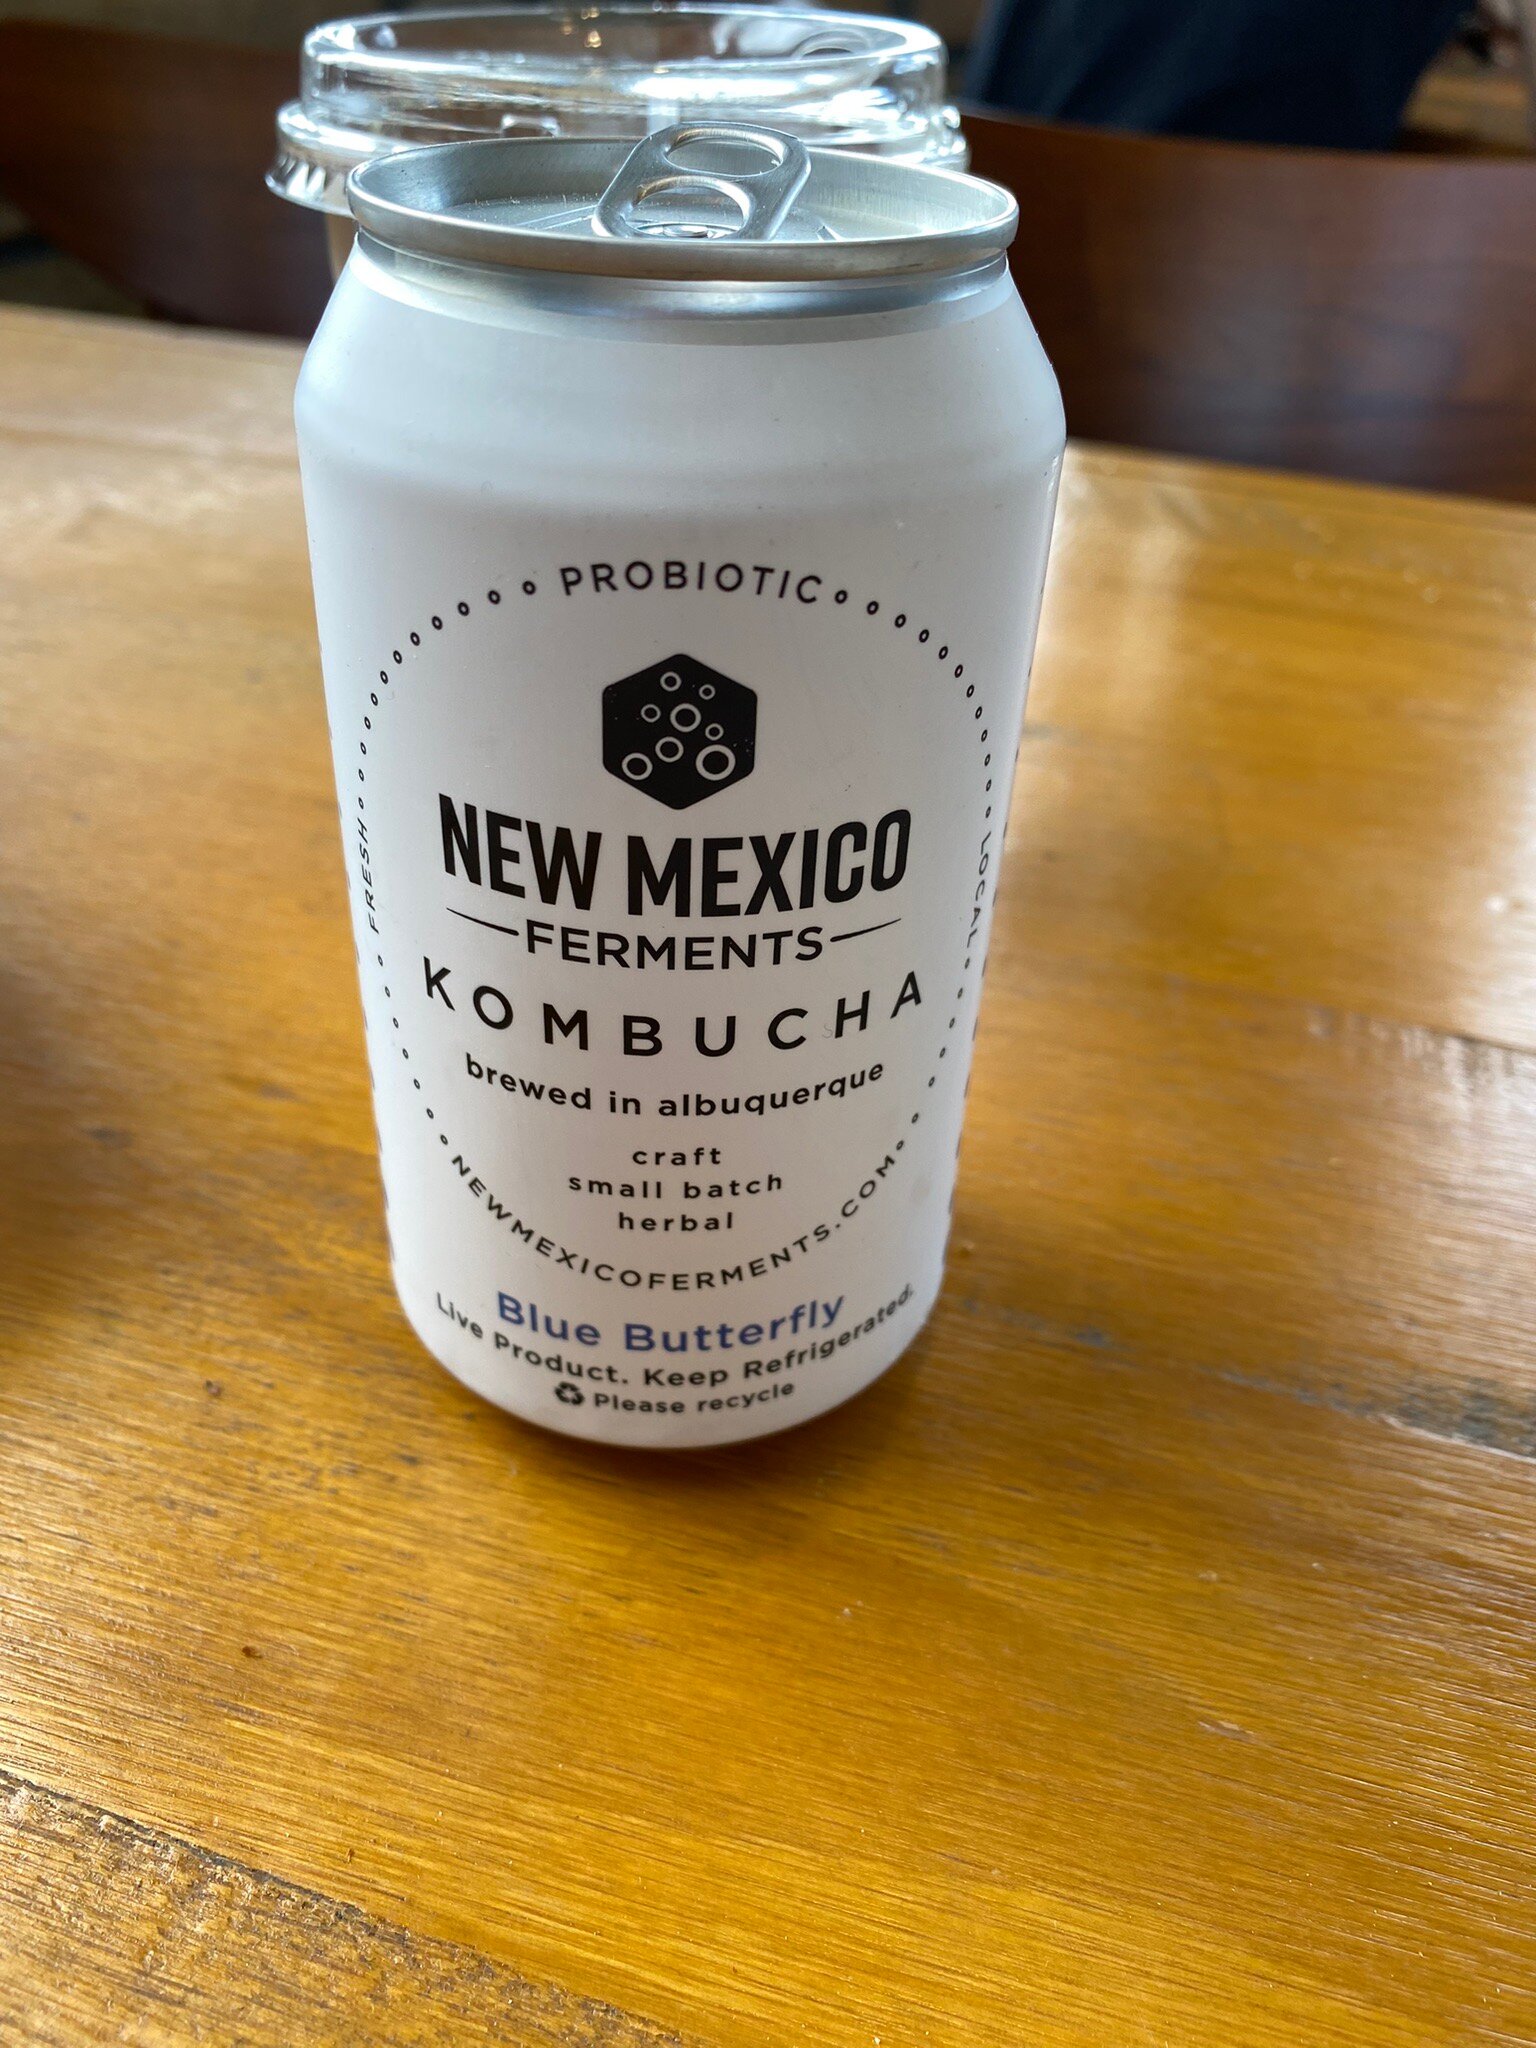 PROBIOTIC
FRESH
LOCAL
NEW MEXICO
FERMENTS
KOMBUCHA
brewed in albuquerque
craft
small batch
herbal
NEWMEXICOFERMENTS.COM
Blue Butterfly
Live Product. Keep Refrigerated.
Please recycle